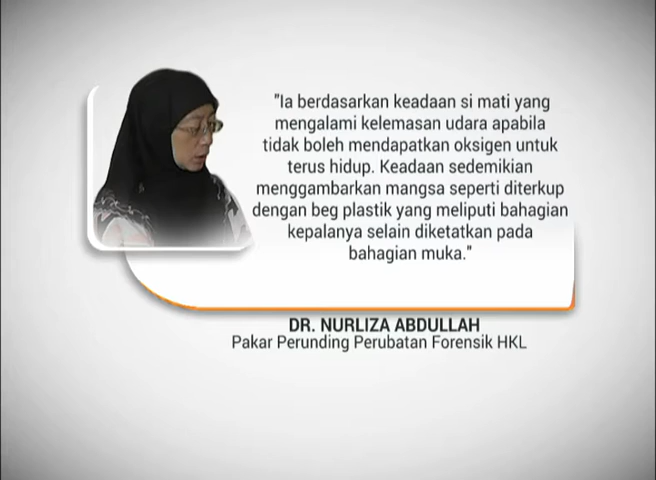 "Ia berdasarkan keadaan si mati yang
mengalami kelemasan udara apabila
tidak boleh mendapatkan oksigen untuk
terus hidup. Keadaan sedemikian
menggambarkan mangsa seperti diterkup
dengan beg plastik yang meliputi bahagian
kepalanya selain diketatkan pada
bahagian muka."
DR. NURLIZA ABDULLAH
Pakar Perunding Perubatan Forensik HKL